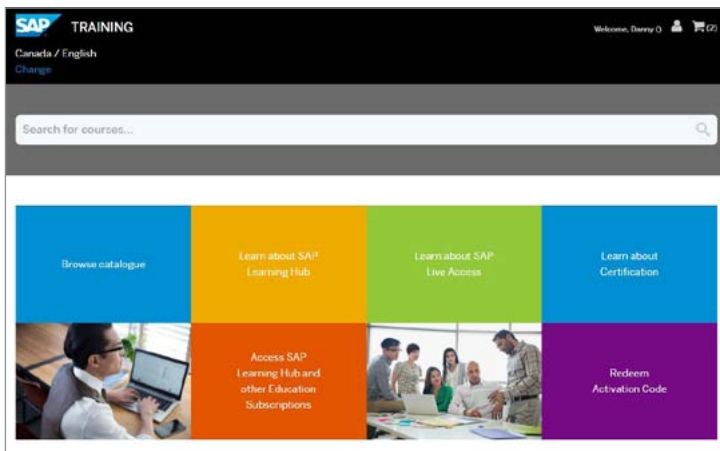 SAP TRAINING
Welcome, Danny () (2)
Canada / English
Change
Search for courses...
Browse catalogue
Learn about SAP
Learning Hub
Learn about SAP
Live Access
Learn about
Certification
Access SAP
Learning Hub and
other Education
Subscriptions
Redeem
Activation Code